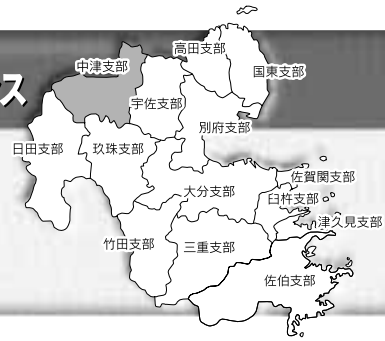 高田支部
中津支部
国東支部
ス
宇佐支部
別府支部
日田支部
玖珠支部
佐賀関支部
大分支部
臼杵支部
津久見支部
竹田支部
三重支部
佐伯支部